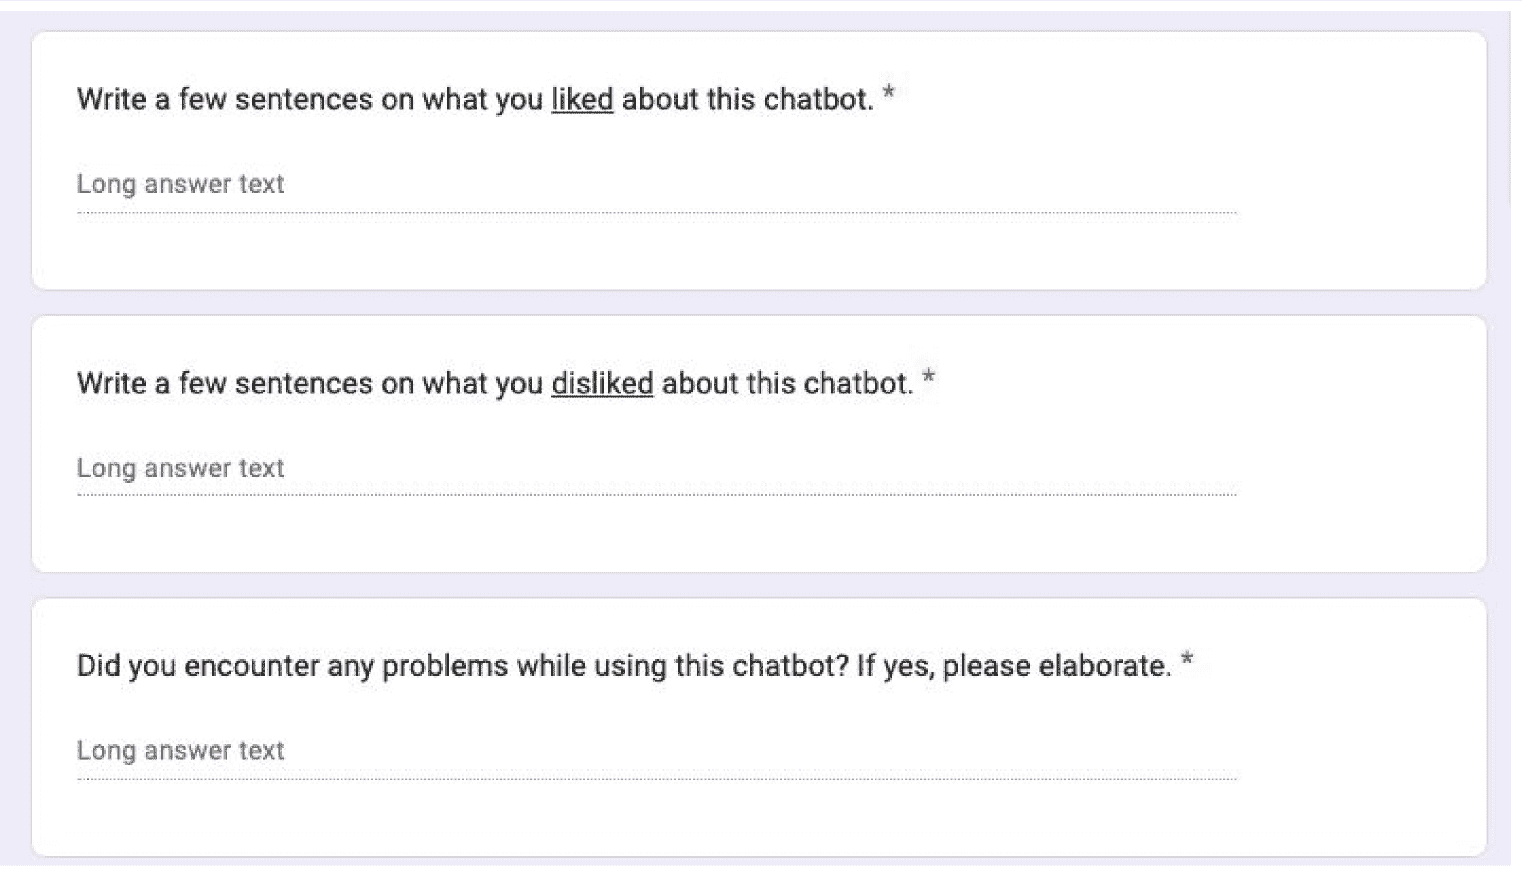 Write a few sentences on what you liked about this chatbot. *
Long answer text
Write a few sentences on what you disliked about this chatbot. *
Long answer text
Did you encounter any problems while using this chatbot? If yes, please elaborate. *
Long answer text